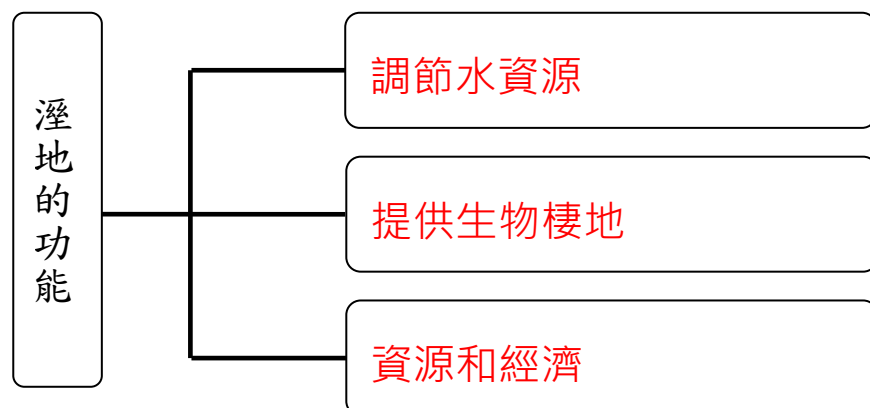 溼地的功能
調節水資源
提供生物棲地
資源和經濟